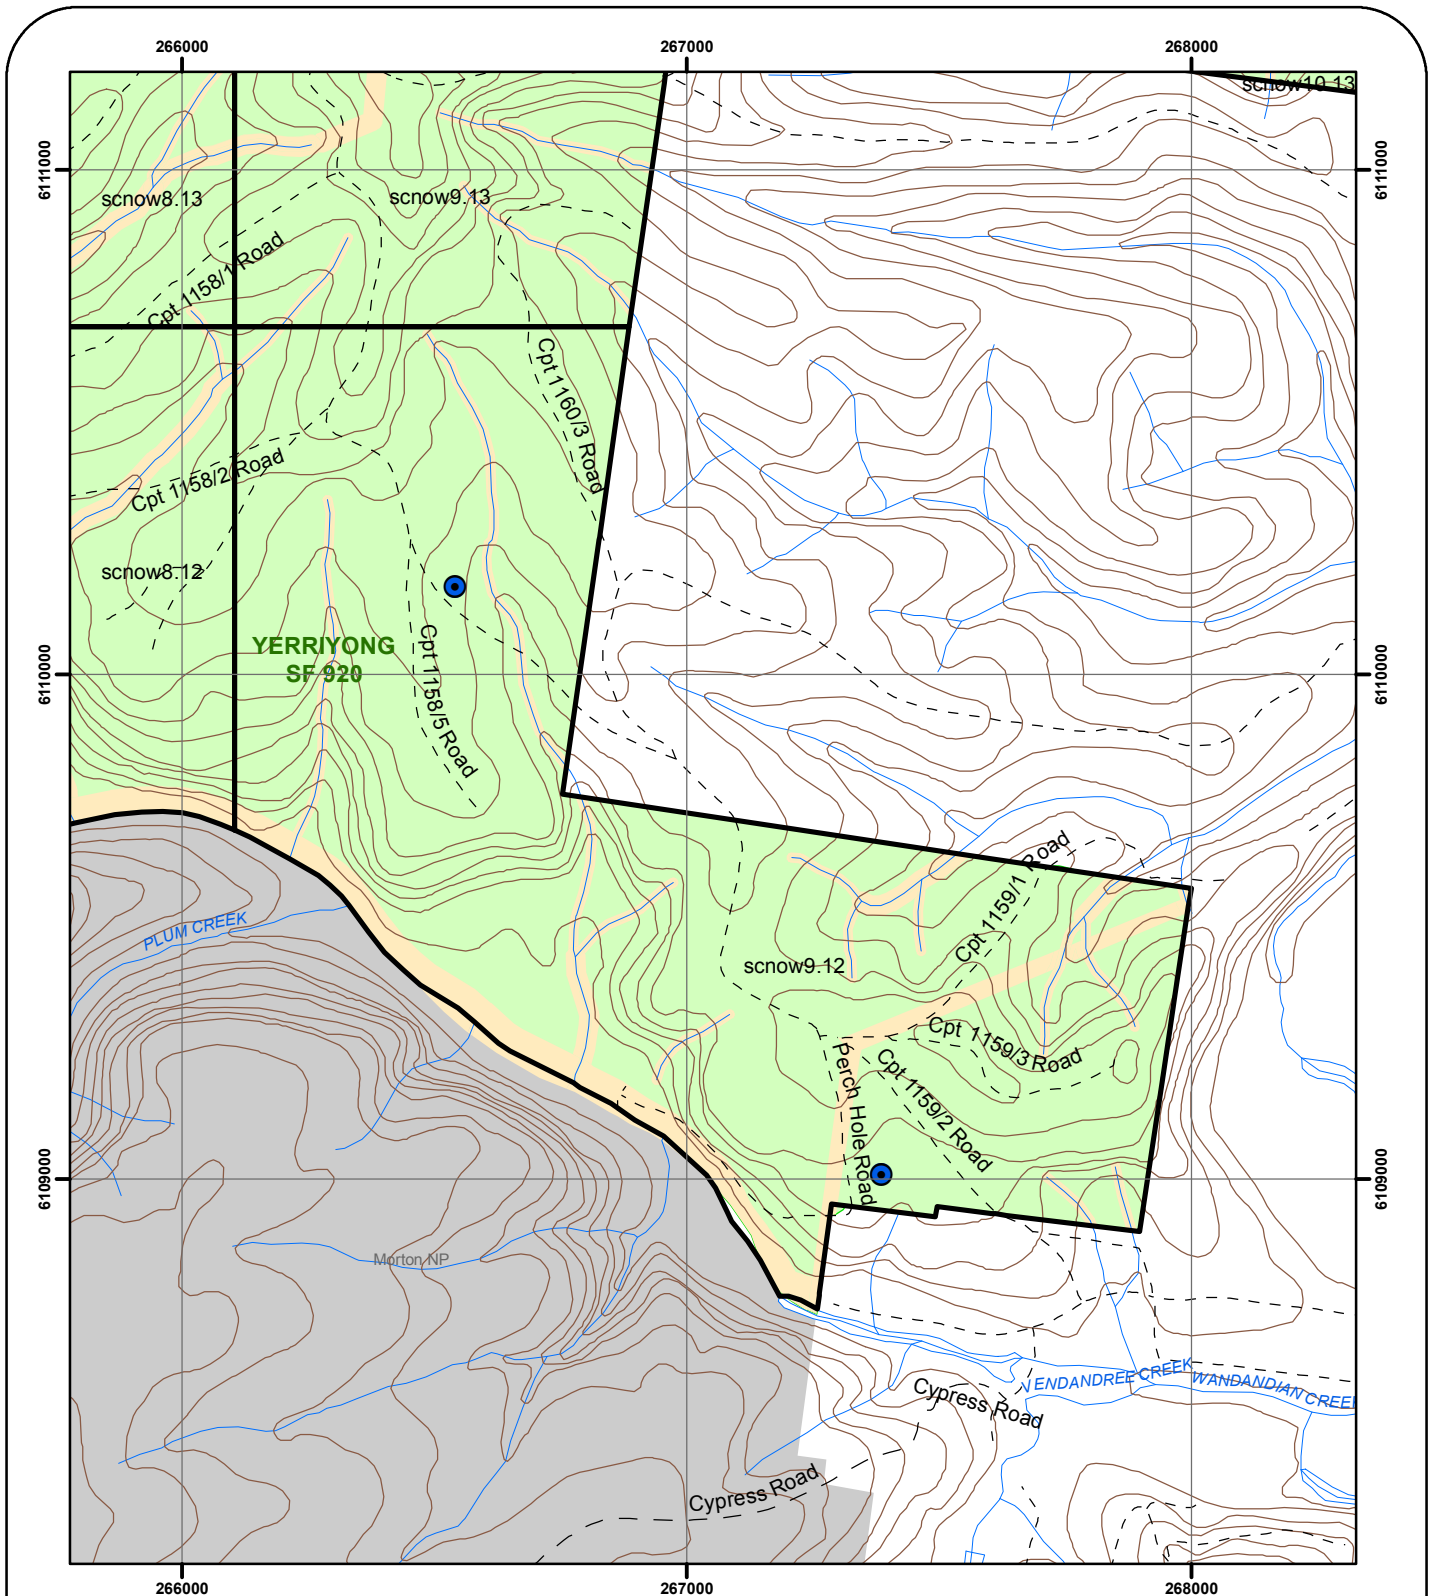 266000
267000
268000
scnow10.13
6111000
6111000
scnow8.13
scnow9.13
Cpt 1158/1 Road
Cpt 1160/3 Road
Cpt 1158/2 Road
scnow8.12
YERRIYONG
SF 920
6110000
6110000
Cpt 1158/5 Road
Cpt 1159/1 Road
PLUM CREEK
scnow9.12
Cpt 1159/3 Road
Perch Hole Road
Cpt 1159/2 Road
6109000
6109000
Morton NP
YENDANDREE CREEK
WANDANDIAN CREEK
Cypress Road
Cypress Road
266000
267000
268000